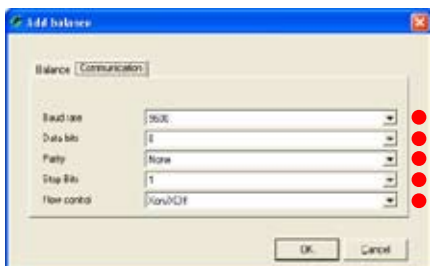 Add balance
Balance Communication
Baud rate 9600
Data bits 8
Parity None
Stop Bits 1
Flow control Xon/Xoff
OK Cancel